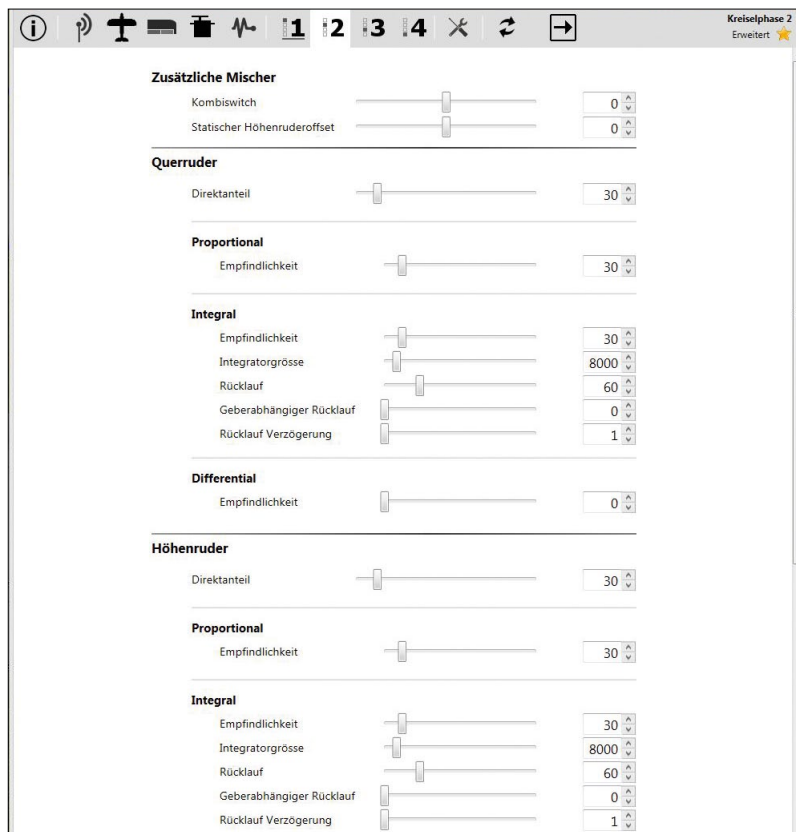 1 2 3 4
Kreiselphase 2
Erweitert
Zusätzliche Mischer
Kombiswitch 0
Statischer Höhenruderoffset 0
Querruder
Direktanteil 30
Proportional
Empfindlichkeit 30
Integral
Empfindlichkeit 30
Integratorgrösse 8000
Rücklauf 60
Geberabhängiger Rücklauf 0
Rücklauf Verzögerung 1
Differential
Empfindlichkeit 0
Höhenruder
Direktanteil 30
Proportional
Empfindlichkeit 30
Integral
Empfindlichkeit 30
Integratorgrösse 8000
Rücklauf 60
Geberabhängiger Rücklauf 0
Rücklauf Verzögerung 1